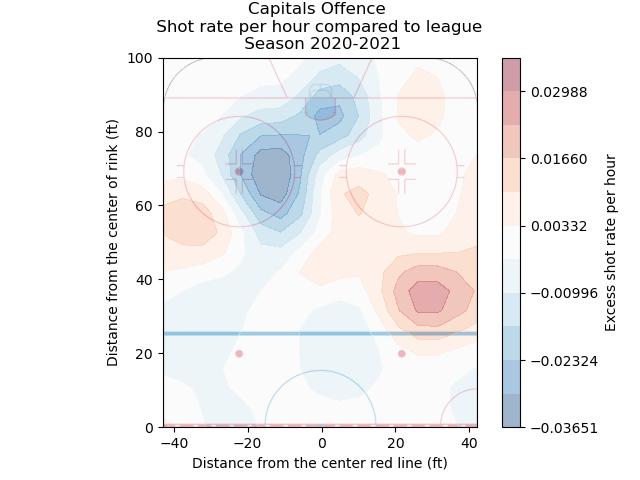 Capitals Offence
Shot rate per hour compared to league
Season 2020-2021
100
80
60
40
20
0
Distance from the center of rink (ft)
−40
−20
0
20
40
Distance from the center red line (ft)
0.02988
0.01660
0.00332
−0.00996
−0.02324
−0.03651
Excess shot rate per hour